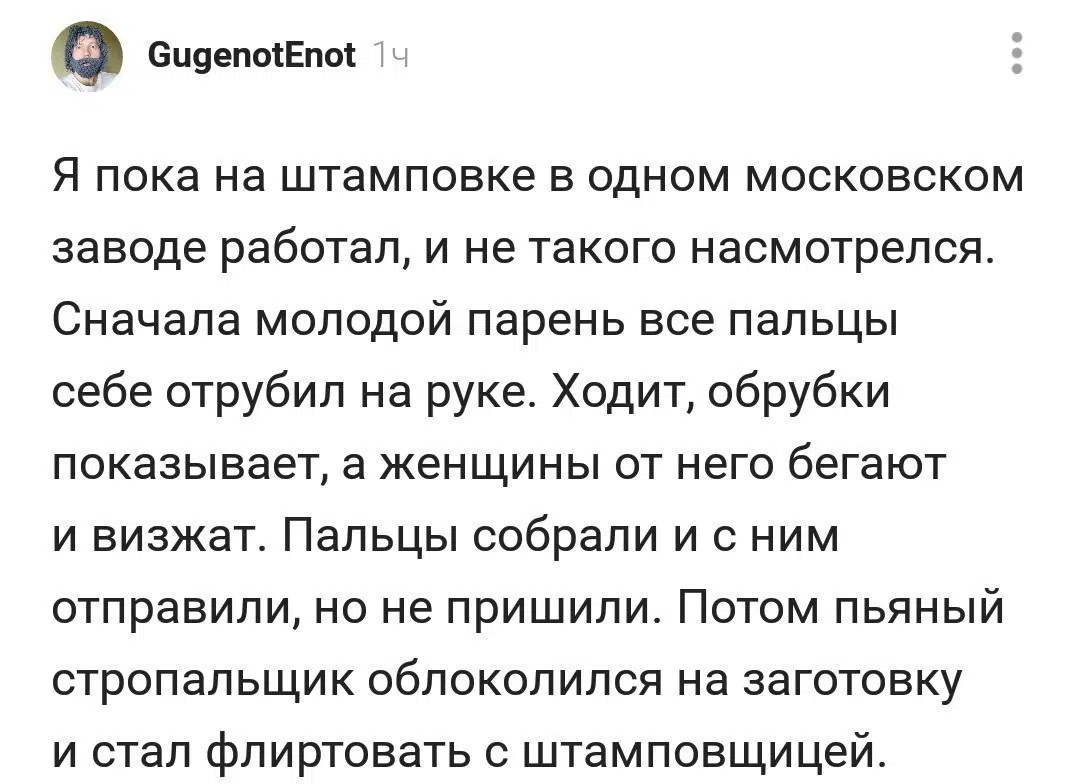 GugenotEnot 1ч
Я пока на штамповке в одном московском
заводе работал, и не такого насмотрелся.
Сначала молодой парень все пальцы
себе отрубил на руке. Ходит, обрубки
показывает, а женщины от него бегают
и визжат. Пальцы собрали и с ним
отправили, но не пришили. Потом пьяный
стропальщик облоколился на заготовку
и стал флиртовать с штамповщицей.